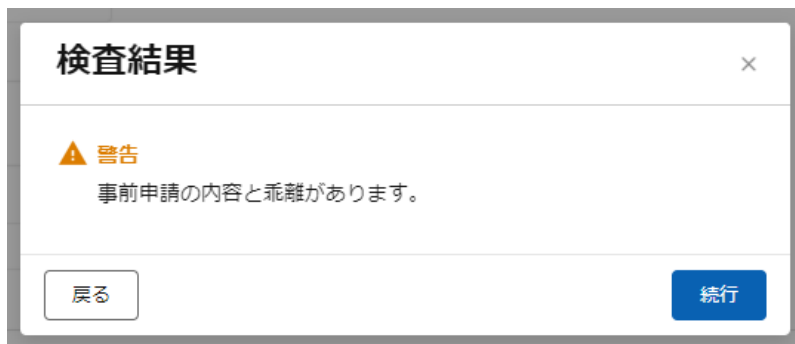 検査結果
警告
事前申請の内容と乖離があります。
戻る
続行